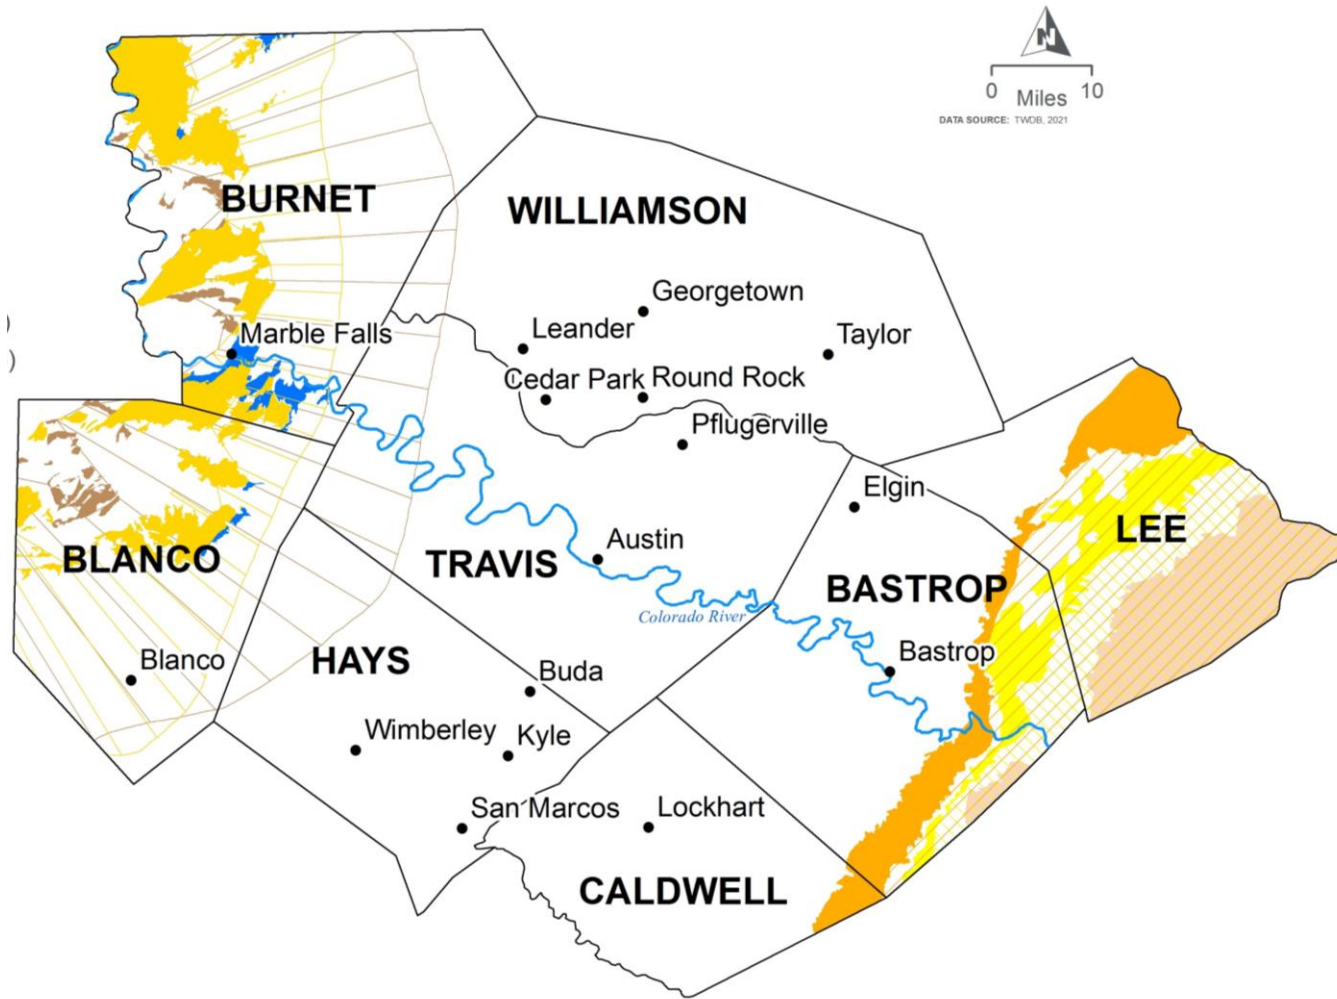 N
0 Miles 10
DATA SOURCE: TWDB, 2021
BURNET
WILLIAMSON
Georgetown
)
Marble Falls
Leander
Taylor
)
Cedar Park
Round Rock
Pflugerville
Elgin
LEE
Austin
BLANCO
TRAVIS
BASTROP
Colorado River
Blanco
HAYS
Buda
Bastrop
Wimberley
Kyle
San Marcos
Lockhart
CALDWELL